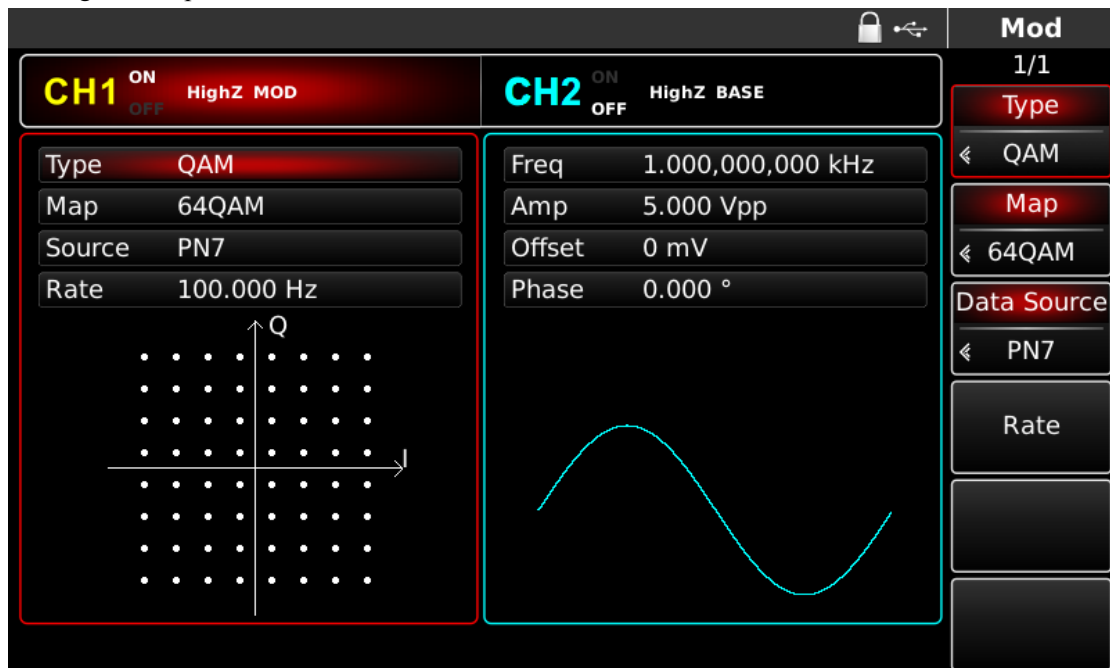 Mod
1/1
CH1 ON OFF HighZ MOD
CH2 ON OFF HighZ BASE
Type QAM
Map 64QAM
Source PN7
Rate 100.000 Hz
Q
I
Freq 1.000,000,000 kHz
Amp 5.000 Vpp
Offset 0 mV
Phase 0.000 °
Type
QAM
Map
64QAM
Data Source
PN7
Rate